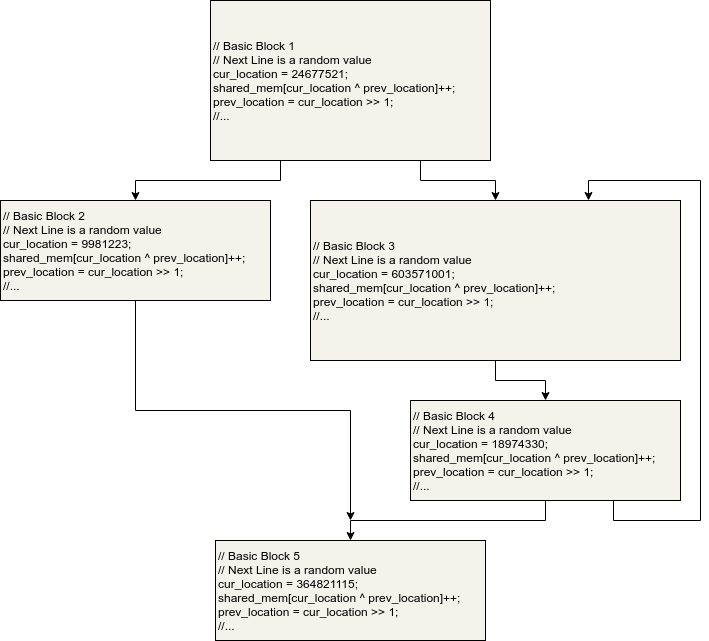 // Basic Block 1
// Next Line is a random value
cur_location = 24677521;
shared_mem[cur_location ^ prev_location]++;
prev_location = cur_location >> 1;
//...
// Basic Block 2
// Next Line is a random value
cur_location = 9981223;
shared_mem[cur_location ^ prev_location]++;
prev_location = cur_location >> 1;
//...
// Basic Block 3
// Next Line is a random value
cur_location = 603571001;
shared_mem[cur_location ^ prev_location]++;
prev_location = cur_location >> 1;
//...
// Basic Block 4
// Next Line is a random value
cur_location = 18974330;
shared_mem[cur_location ^ prev_location]++;
prev_location = cur_location >> 1;
//...
// Basic Block 5
// Next Line is a random value
cur_location = 364821115;
shared_mem[cur_location ^ prev_location]++;
prev_location = cur_location >> 1;
//...